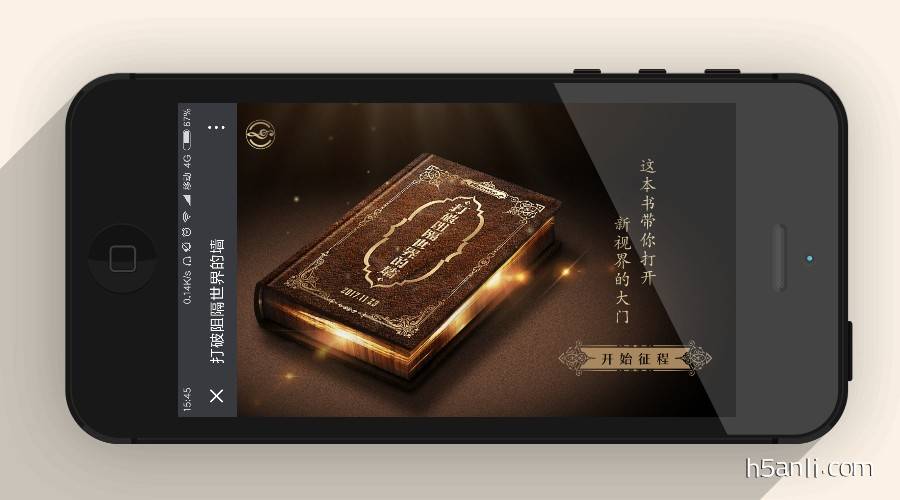 15:45
0.14K/s 移动 4G 67%
打破阻隔世界的墙
打破阻隔世界的墙
2017.11.23
这本书带你打开
新视界的大门
开始征程
h5anli.com